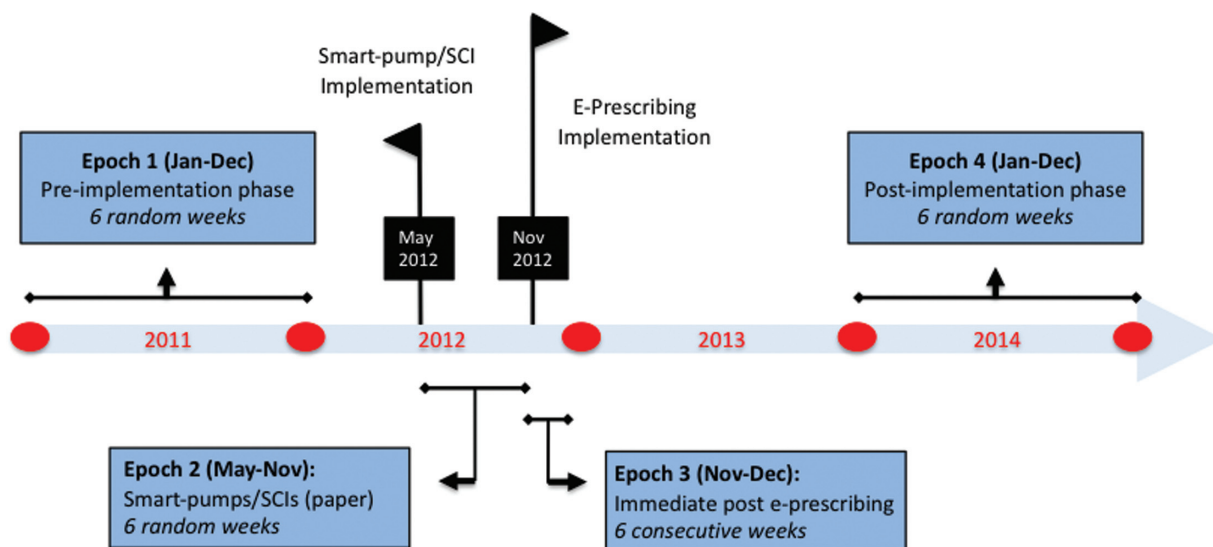 Smart-pump/SCI
Implementation
E-Prescribing
Implementation
Epoch 1 (Jan-Dec)
Pre-implementation phase
6 random weeks
May
2012
Nov
2012
Epoch 4 (Jan-Dec)
Post-implementation phase
6 random weeks
2011
2012
2013
2014
Epoch 2 (May-Nov):
Smart-pumps/SCIs (paper)
6 random weeks
Epoch 3 (Nov-Dec):
Immediate post e-prescribing
6 consecutive weeks